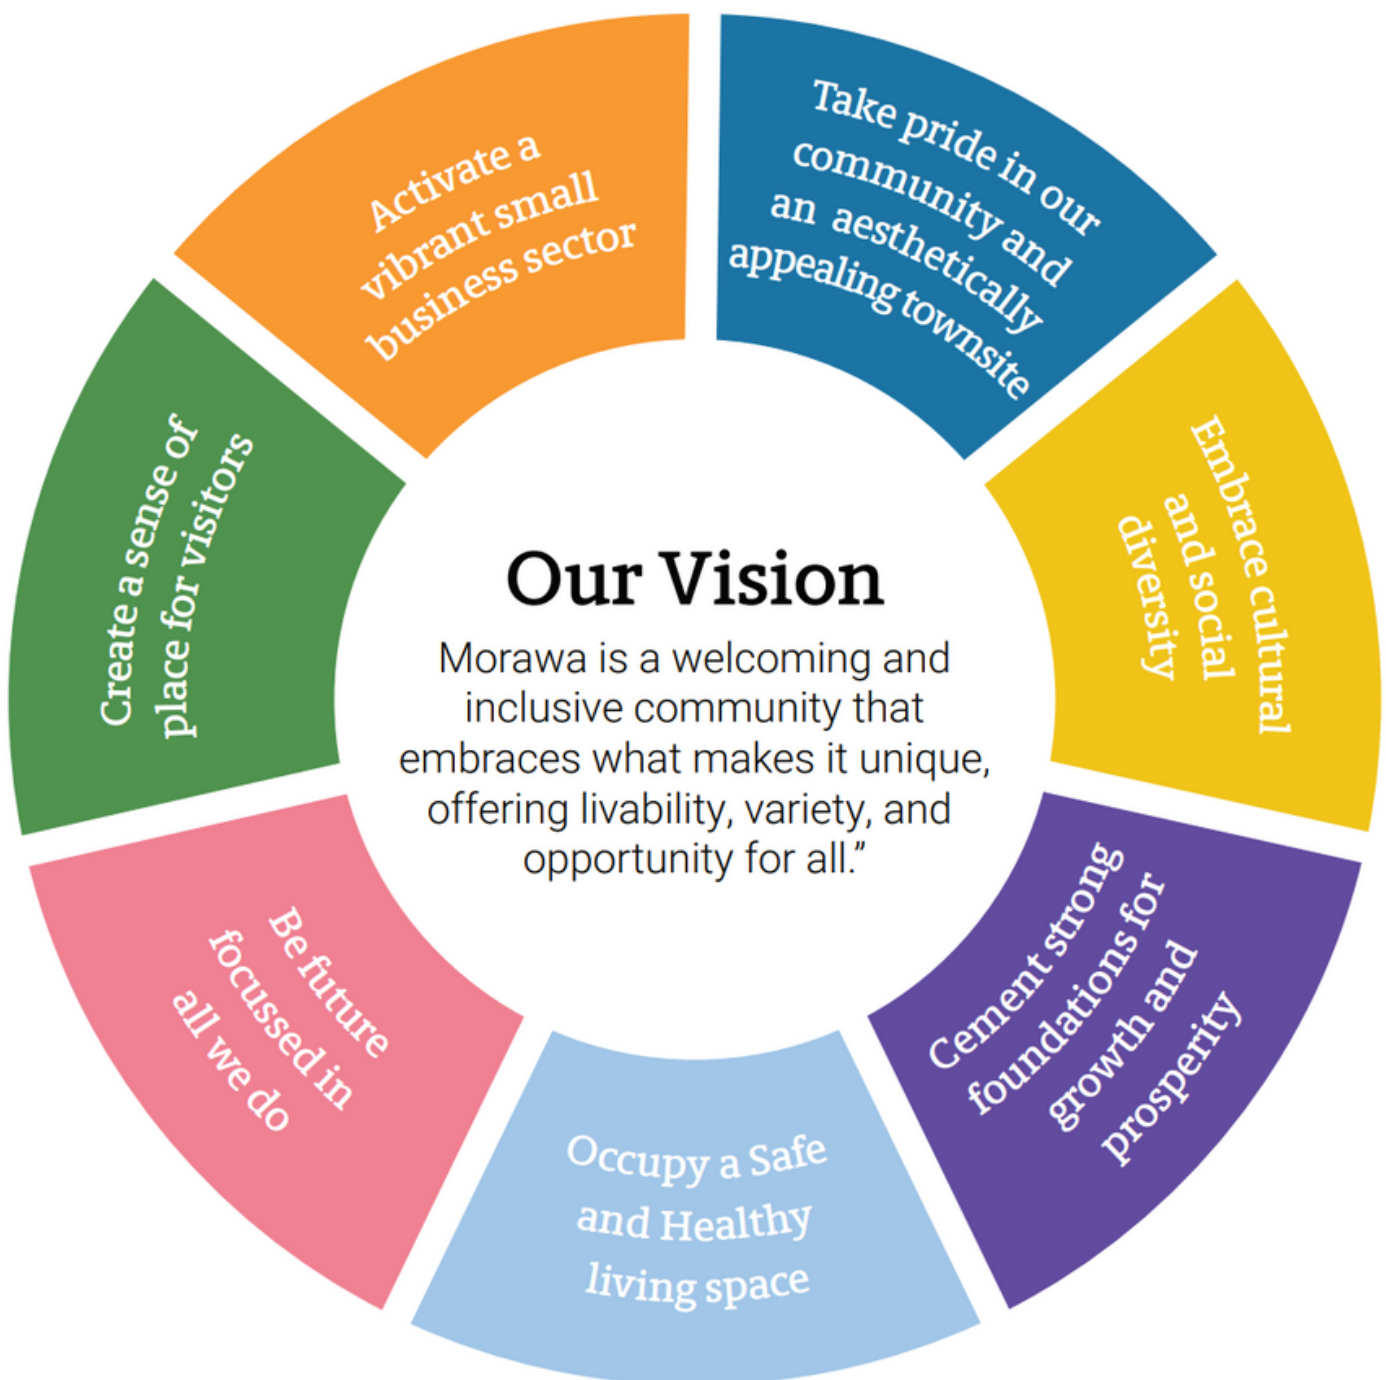 Activate a
vibrant small
business sector
Take pride in our
community and
an aesthetically
appealing townsite
Embrace cultural
and social
diversity
Cement strong
foundations for
growth and
prosperity
Occupy a Safe
and Healthy
living space
Be future
focussed in
all we do
Create a sense of
place for visitors
Our Vision
Morawa is a welcoming and
inclusive community that
embraces what makes it unique,
offering livability, variety, and
opportunity for all.”